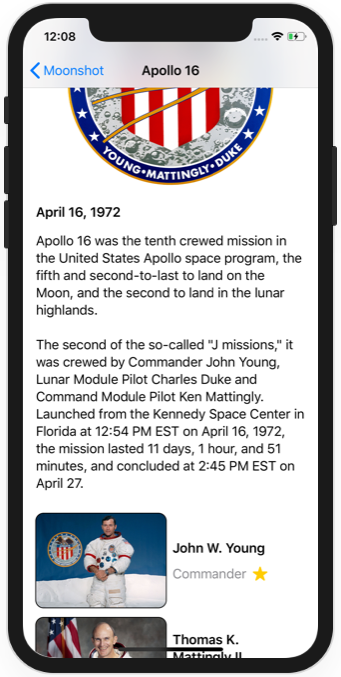 12:08
Moonshot
Apollo 16
YOUNG • MATTINGLY • DUKE
April 16, 1972
Apollo 16 was the tenth crewed mission in
the United States Apollo space program, the
fifth and second-to-last to land on the
Moon, and the second to land in the lunar
highlands.
The second of the so-called "J missions," it
was crewed by Commander John Young,
Lunar Module Pilot Charles Duke and
Command Module Pilot Ken Mattingly.
Launched from the Kennedy Space Center in
Florida at 12:54 PM EST on April 16, 1972,
the mission lasted 11 days, 1 hour, and 51
minutes, and concluded at 2:45 PM EST on
April 27.
John W. Young
Commander
Thomas K.
Mattingly II